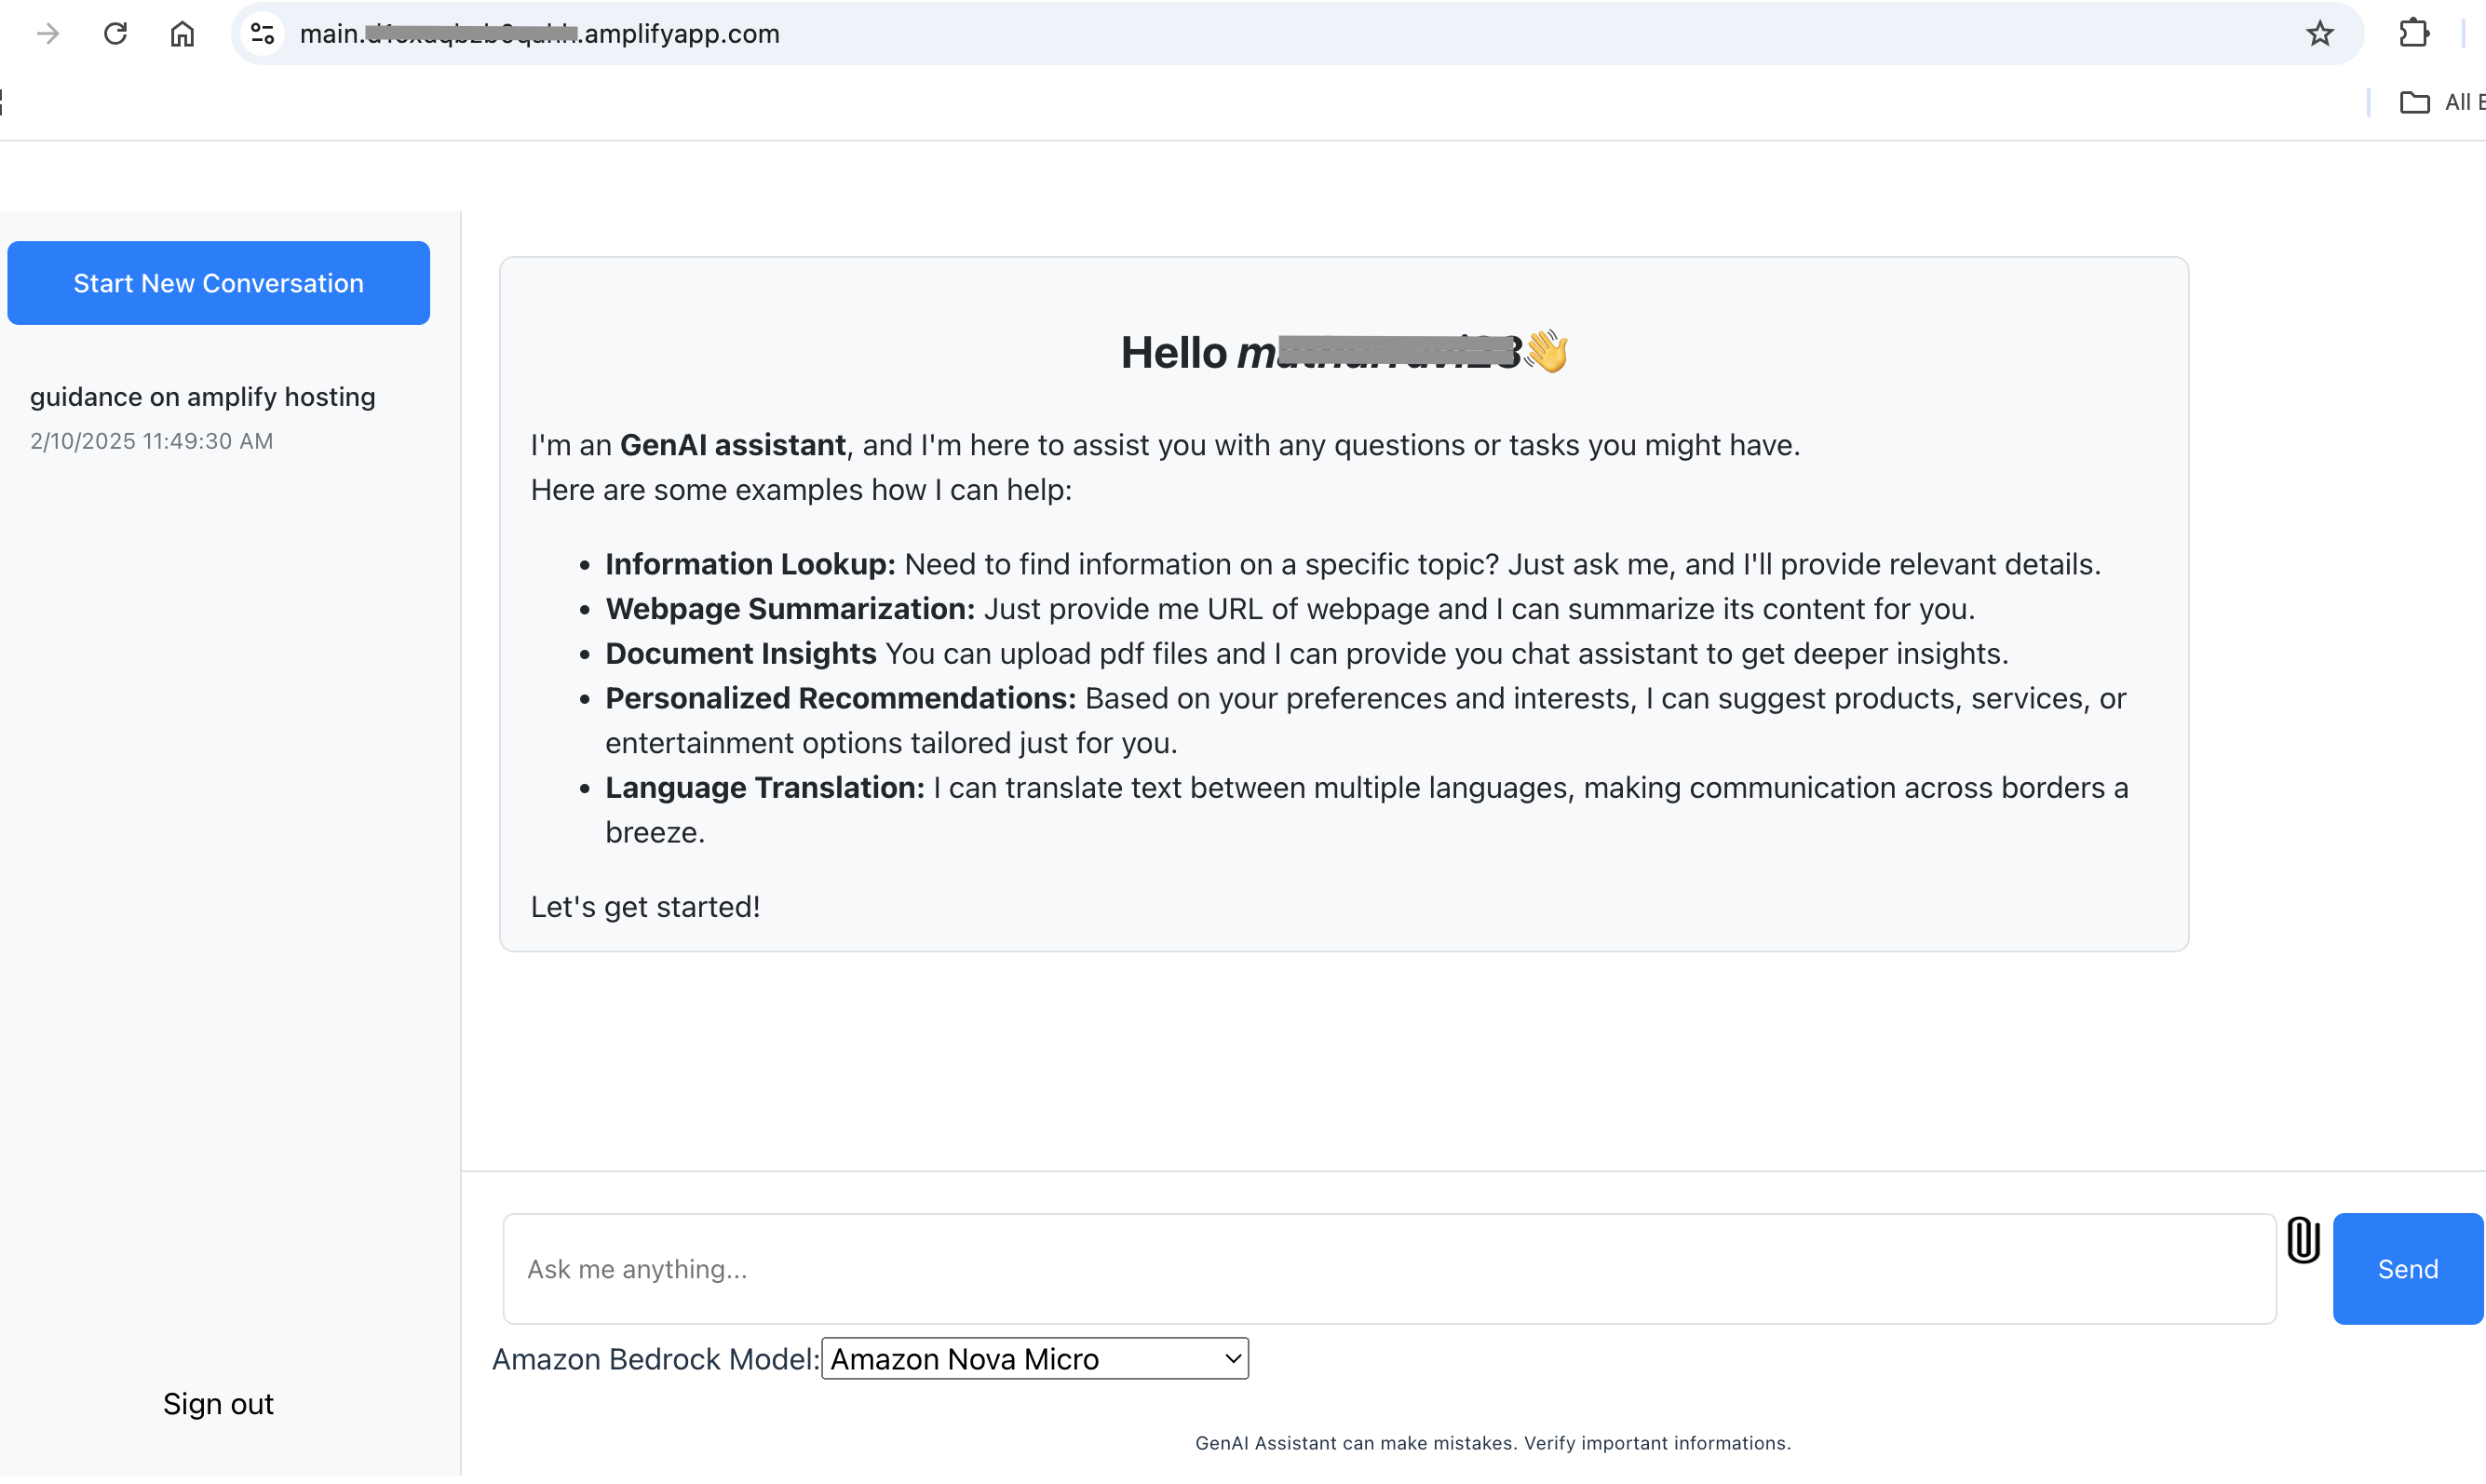 main.
.amplifyapp.com
All
Start New Conversation
guidance on amplify hosting
2/10/2025 11:49:30 AM
Hello
I'm an GenAI assistant, and I'm here to assist you with any questions or tasks you might have.
Here are some examples how I can help:
• Information Lookup: Need to find information on a specific topic? Just ask me, and I'll provide relevant details.
• Webpage Summarization: Just provide me URL of webpage and I can summarize its content for you.
• Document Insights You can upload pdf files and I can provide you chat assistant to get deeper insights.
• Personalized Recommendations: Based on your preferences and interests, I can suggest products, services, or
entertainment options tailored just for you.
• Language Translation: I can translate text between multiple languages, making communication across borders a
breeze.
Let's get started!
Ask me anything...
Send
Amazon Bedrock Model: Amazon Nova Micro
Sign out
GenAI Assistant can make mistakes. Verify important informations.